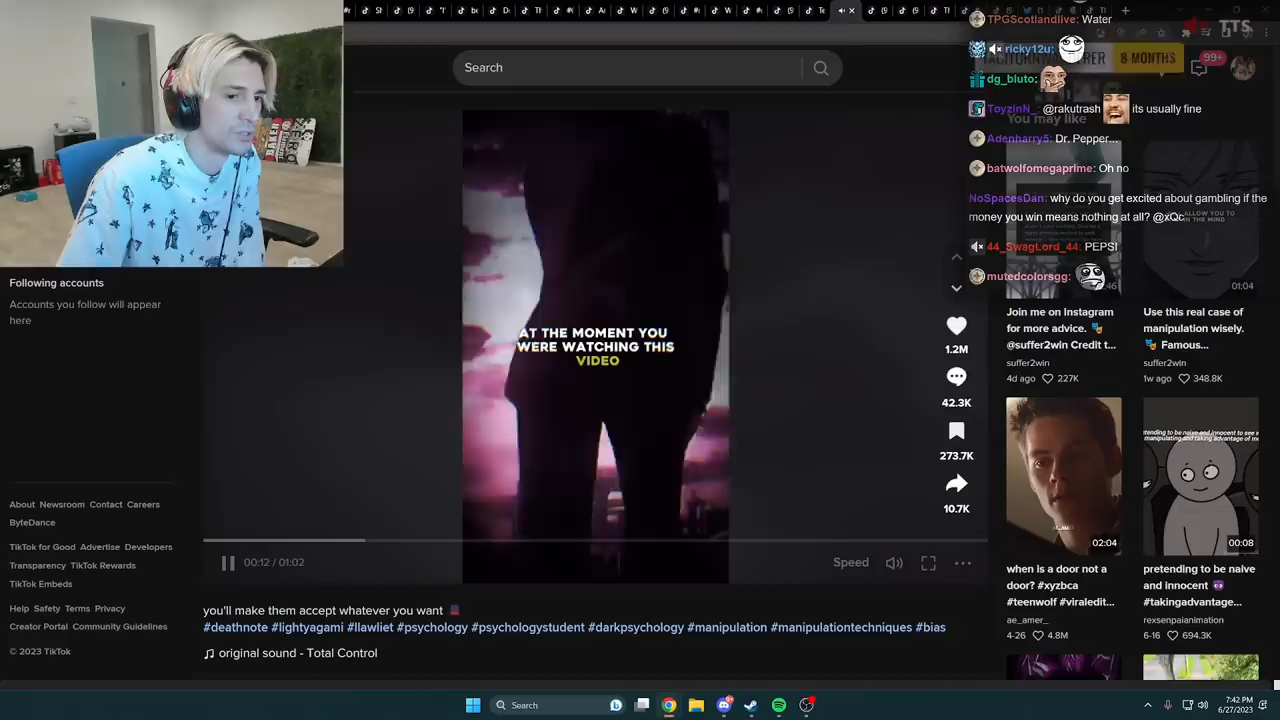 Search
TPGScotlandlive: Water
TTS
ricky12u:
8 MONTHS
99+
dg_bluto:
ToyzinN_: @rakutrash its usually fine
You may like
Adenharry5: Dr. Pepper...
batwolfomegaprime: Oh no
NoSpacesDan: why do you get excited about gambling if the
money you win means nothing at all? @xQc
ALLOW YOU TO
44_SwagLord_44: PEPSI
mutedcolorsgg:
01:04
Following accounts
Accounts you follow will appear
here
AT THE MOMENT YOU
WERE WATCHING THIS
VIDEO
1.2M
42.3K
273.7K
10.7K
Join me on Instagram
for more advice. 🎭
@suffer2win Credit t...
suffer2win
4d ago 227K
Use this real case of
manipulation wisely.
🎭 Famous...
suffer2win
1w ago 348.8K
02:04
when is a door not a
door? #xyzbca
#teenwolf #viraledit...
ae_amer_
4-26 4.8M
00:08
pretending to be naive
and innocent 😈
#takingadvantage...
rexsenpaianimation
6-16 694.3K
About Newsroom Contact Careers
ByteDance
TikTok for Good Advertise Developers
Transparency TikTok Rewards
TikTok Embeds
Help Safety Terms Privacy
Creator Portal Community Guidelines
© 2023 TikTok
00:12 / 01:02
Speed
you'll make them accept whatever you want
#deathnote #lightyagami #llawliet #psychology #psychologystudent #darkpsychology #manipulation #manipulationtechniques #bias
original sound - Total Control
Search
7:42 PM
6/27/2023